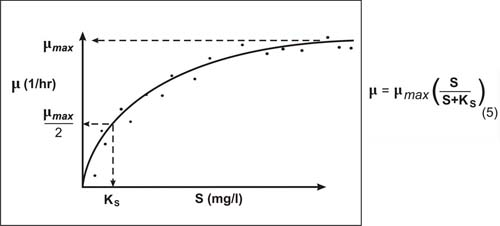 μmax
μ (1/hr)
μmax
2
KS
S (mg/l)
μ = μmax(S/S+KS)(5)